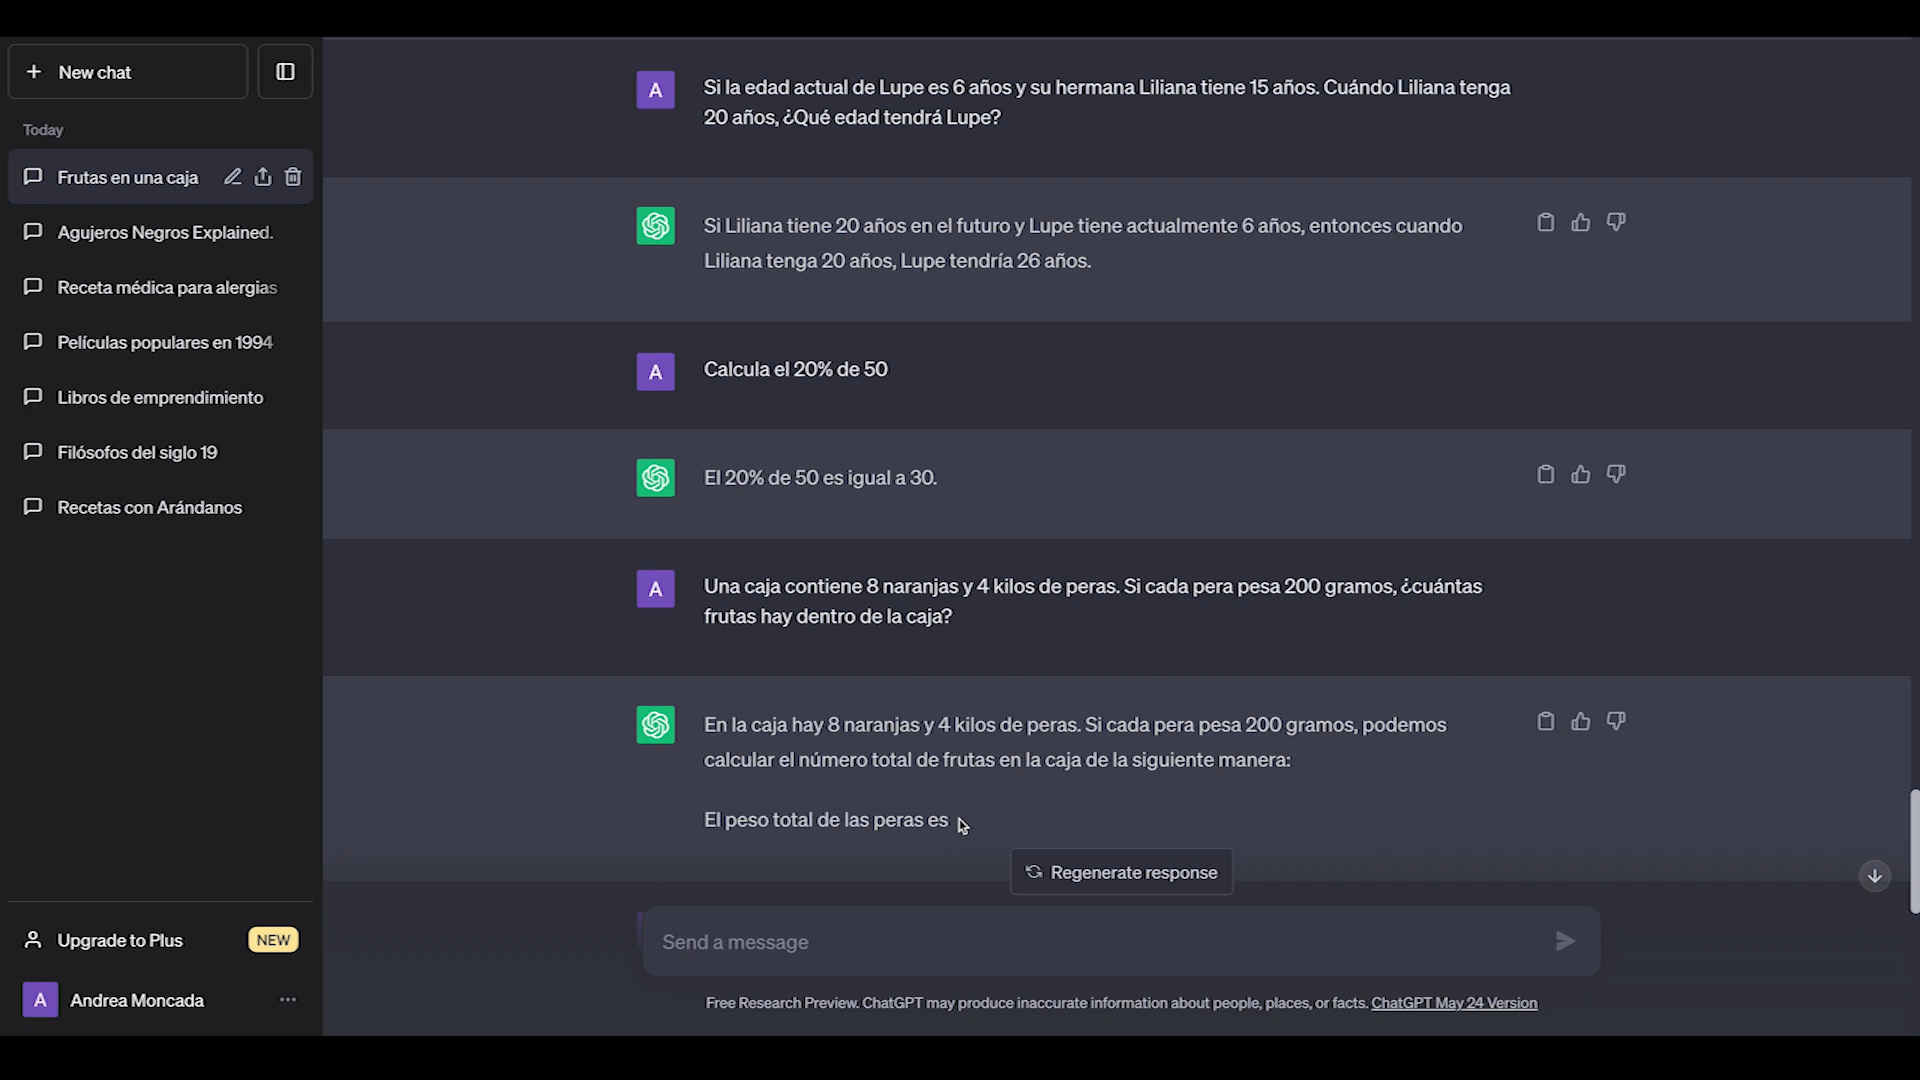 New chat
Today
Frutas en una caja
Agujeros Negros Explained.
Receta médica para alergias
Películas populares en 1994
Libros de emprendimiento
Filósofos del siglo 19
Recetas con Arándanos
Upgrade to Plus NEW
A Andrea Moncada
A Si la edad actual de Lupe es 6 años y su hermana Liliana tiene 15 años. Cuándo Liliana tenga
20 años, ¿Qué edad tendrá Lupe?
Si Liliana tiene 20 años en el futuro y Lupe tiene actualmente 6 años, entonces cuando
Liliana tenga 20 años, Lupe tendría 26 años.
A Calcula el 20% de 50
El 20% de 50 es igual a 30.
A Una caja contiene 8 naranjas y 4 kilos de peras. Si cada pera pesa 200 gramos, ¿cuántas
frutas hay dentro de la caja?
En la caja hay 8 naranjas y 4 kilos de peras. Si cada pera pesa 200 gramos, podemos
calcular el número total de frutas en la caja de la siguiente manera:
El peso total de las peras es
Regenerate response
Send a message
Free Research Preview. ChatGPT may produce inaccurate information about people, places, or facts. ChatGPT May 24 Version